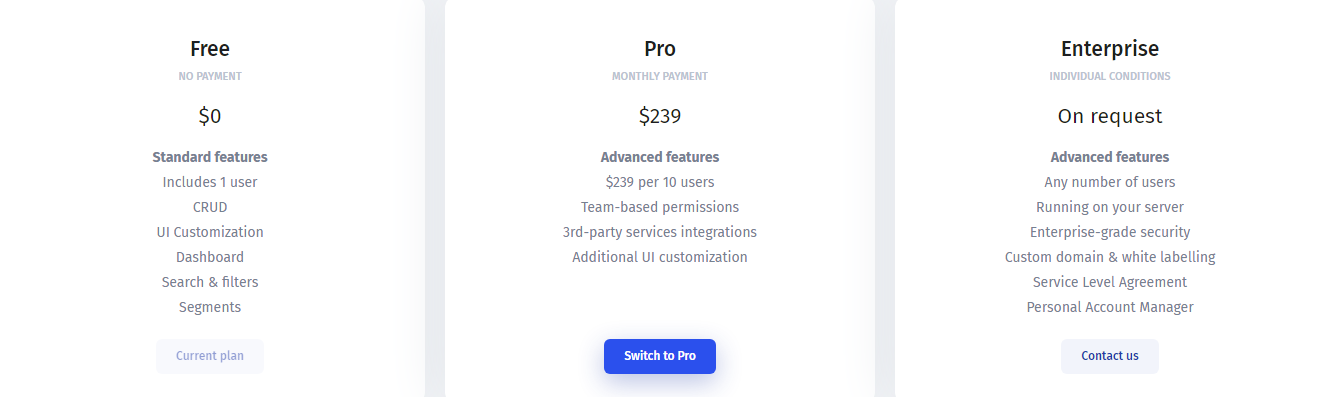 Free
NO PAYMENT
$0
Standard features
Includes 1 user
CRUD
UI Customization
Dashboard
Search & filters
Segments
Current plan
Pro
MONTHLY PAYMENT
$239
Advanced features
$239 per 10 users
Team-based permissions
3rd-party services integrations
Additional UI customization
Switch to Pro
Enterprise
INDIVIDUAL CONDITIONS
On request
Advanced features
Any number of users
Running on your server
Enterprise-grade security
Custom domain & white labelling
Service Level Agreement
Personal Account Manager
Contact us